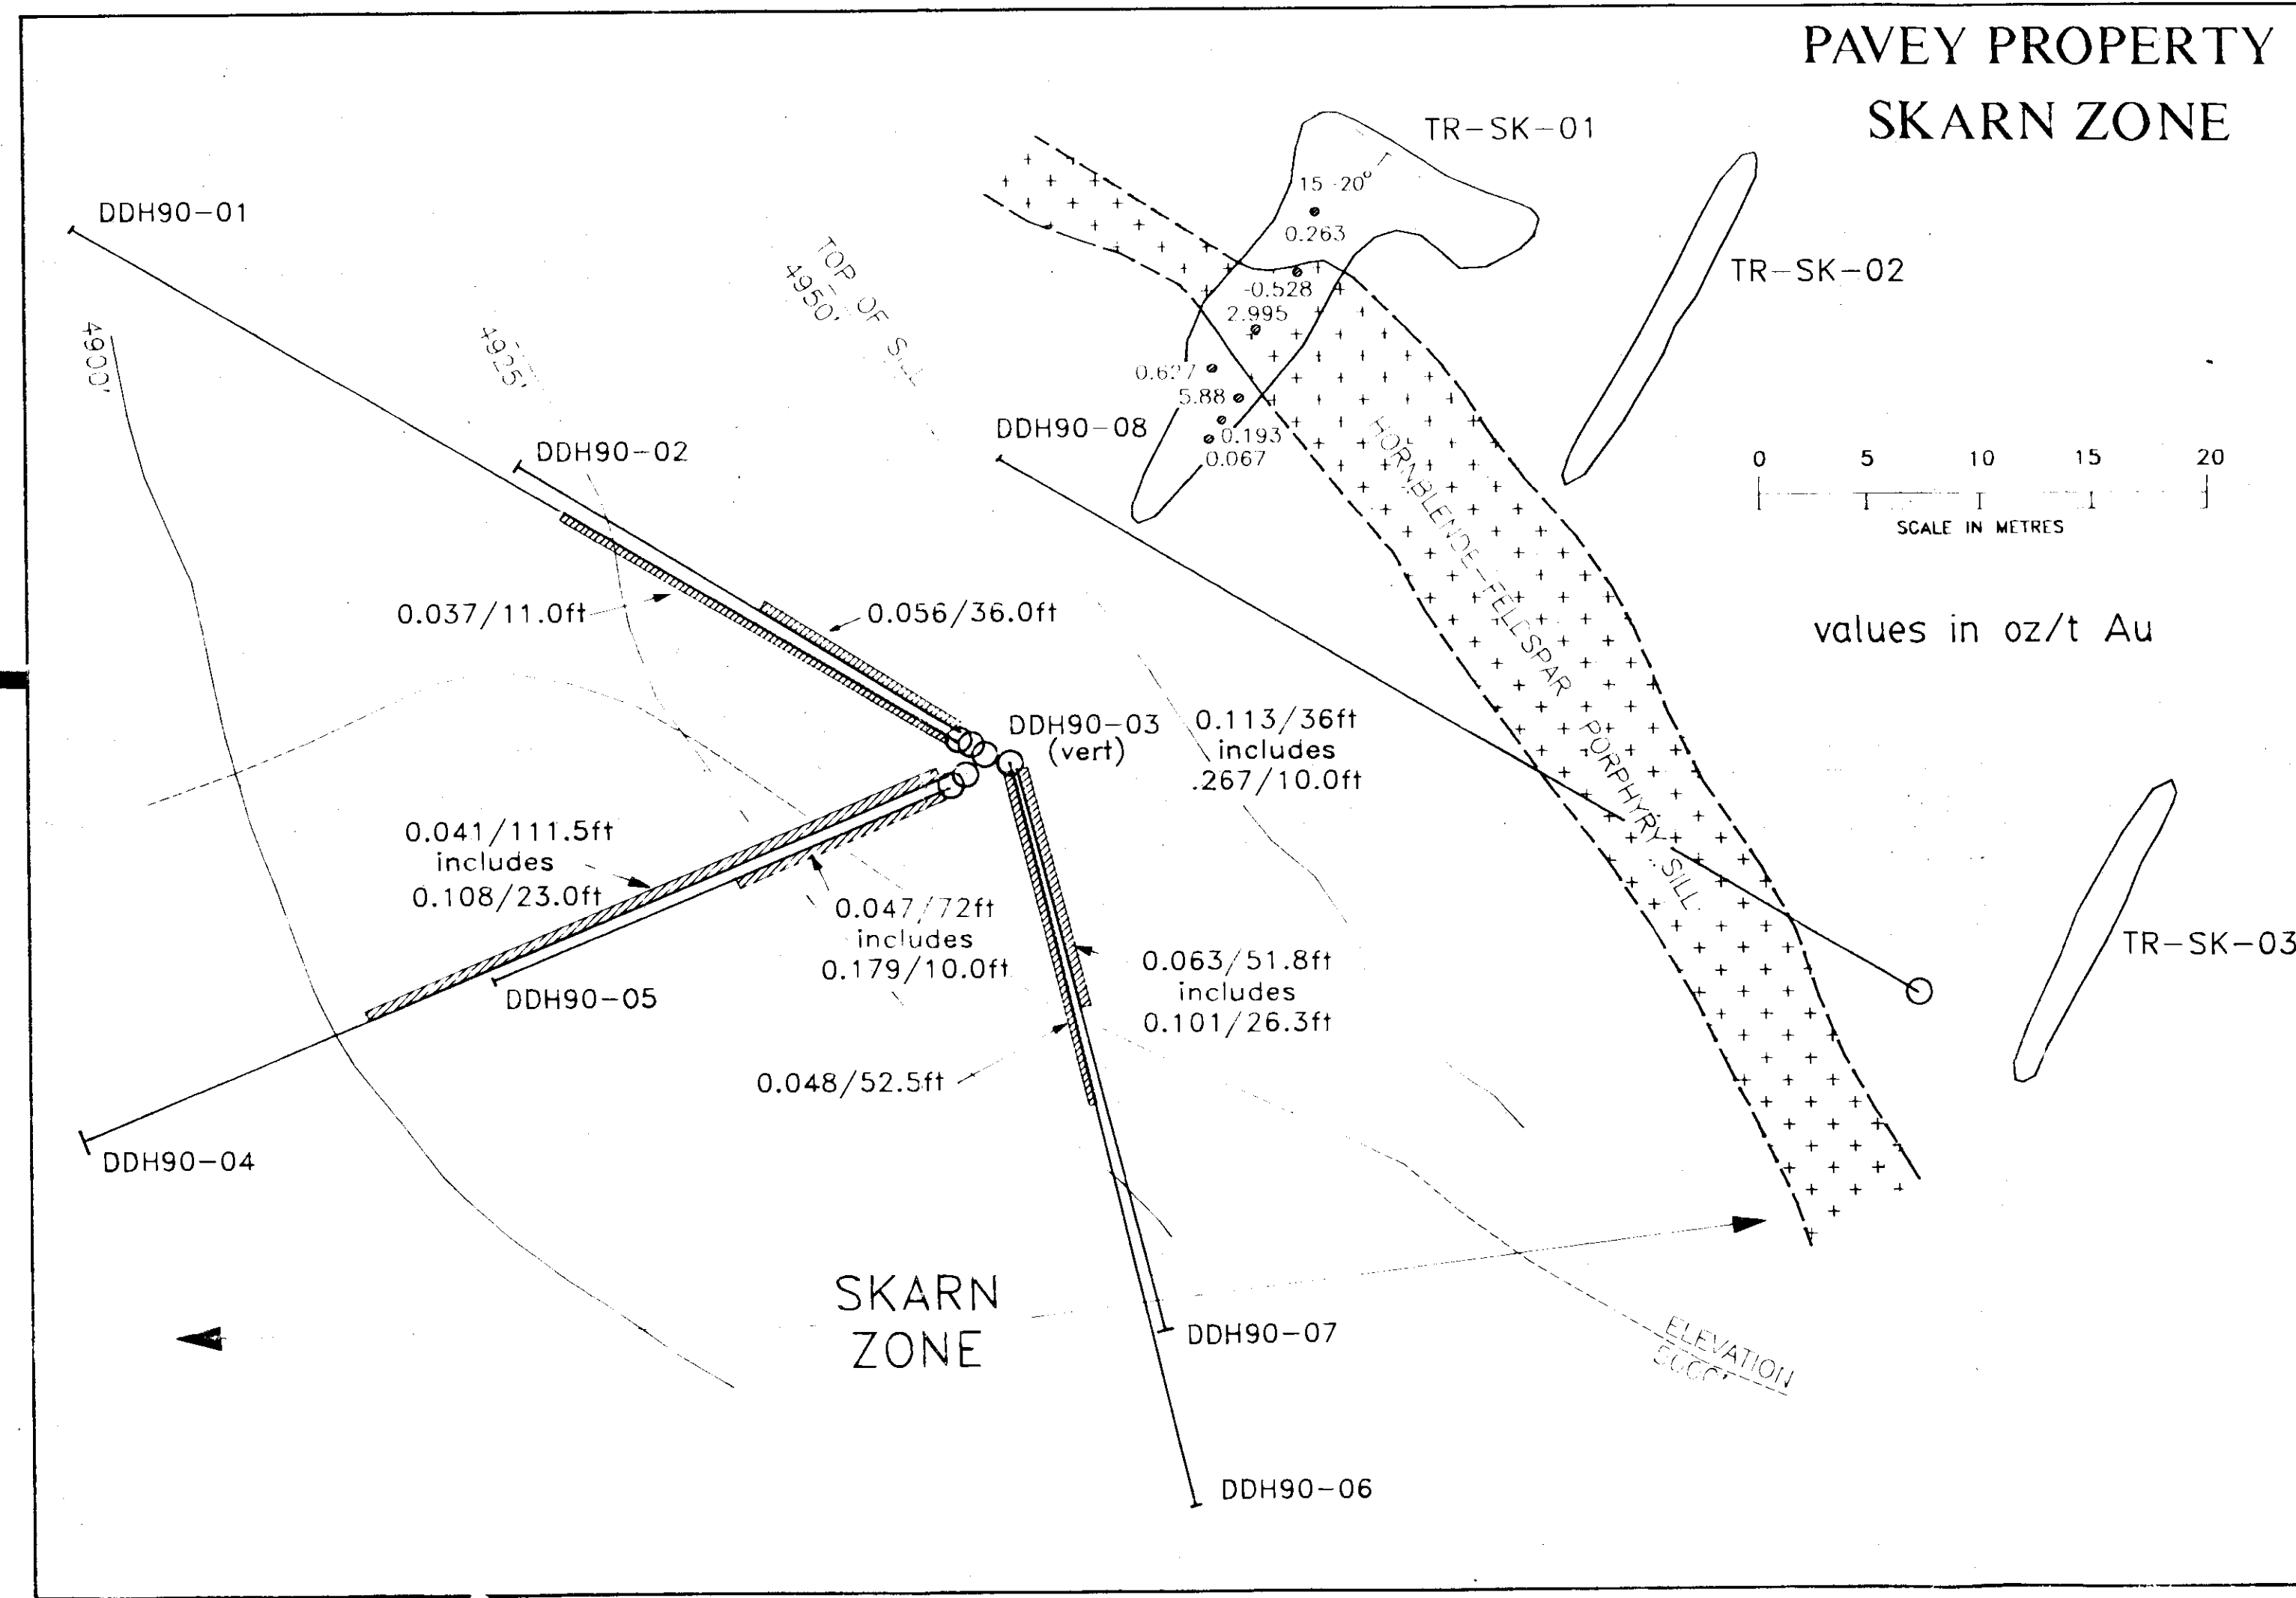 PAVEY PROPERTY
SKARN ZONE
TR-SK-01
15-20°
0.263
-0.528
2.995
0.627
5.88
0.193
0.067
TR-SK-02
DDH90-01
TOP OF SILL
4950'
4925'
4900'
DDH90-02
DDH90-08
0 5 10 15 20
SCALE IN METRES
HORNBLENDE-FELDSPAR PORPHYRY SILL
values in oz/t Au
0.037/11.0ft
0.056/36.0ft
DDH90-03
(vert)
0.113/36ft
includes
.267/10.0ft
0.041/111.5ft
includes
0.108/23.0ft
0.047/72ft
includes
0.179/10.0ft
0.063/51.8ft
includes
0.101/26.3ft
TR-SK-03
DDH90-05
0.048/52.5ft
DDH90-04
SKARN
ZONE
DDH90-07
ELEVATION
DDH90-06